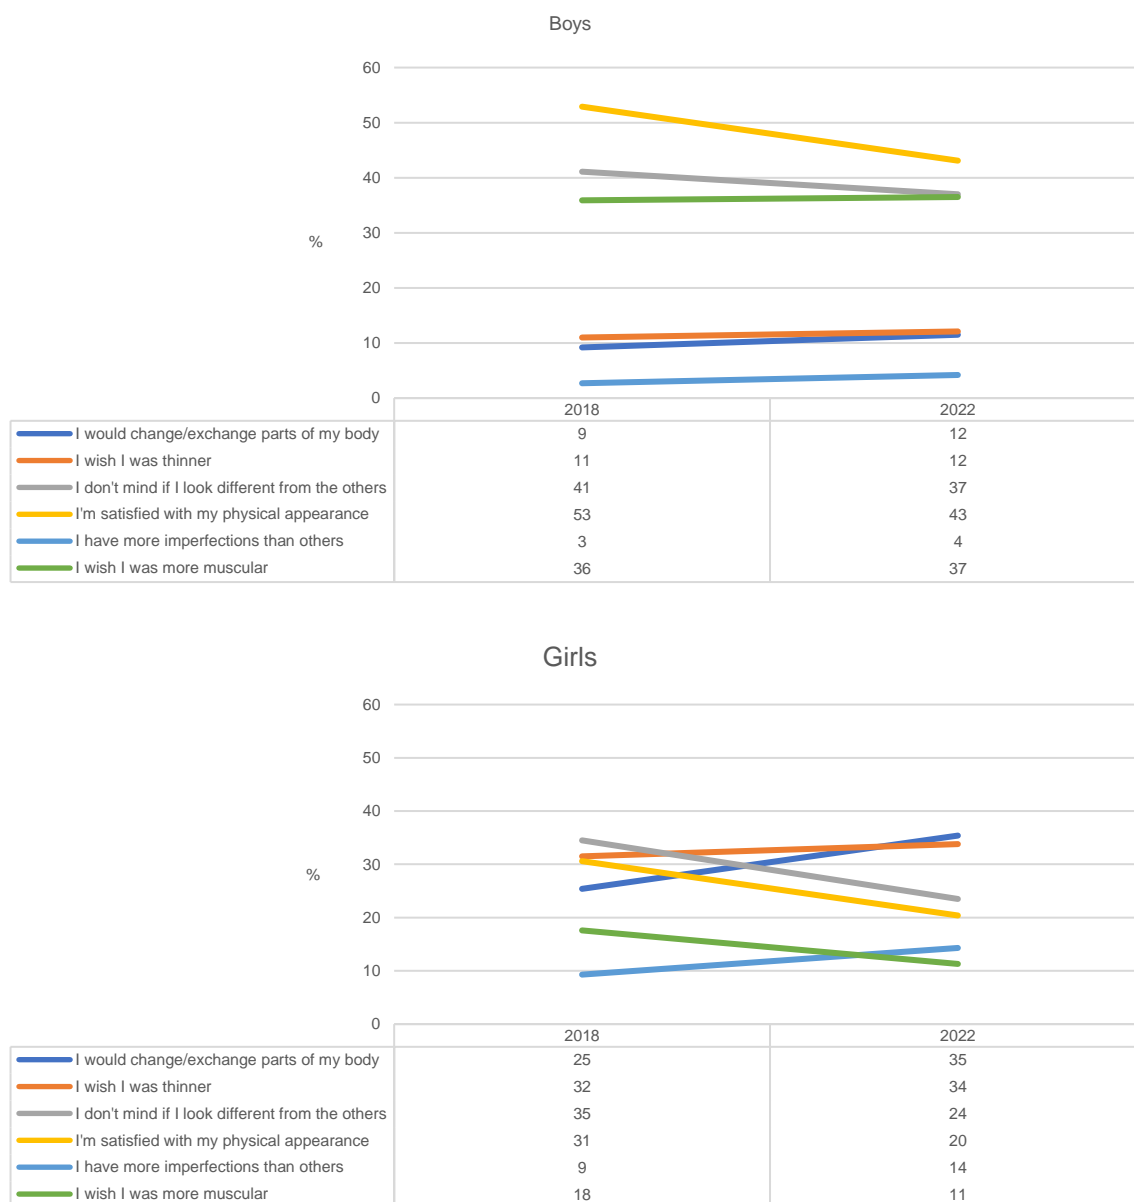 Boys
60
50
40
30
%
20
10
0
2018 2022
I would change/exchange parts of my body 9 12
I wish I was thinner 11 12
I don't mind if I look different from the others 41 37
I'm satisfied with my physical appearance 53 43
I have more imperfections than others 3 4
I wish I was more muscular 36 37
Girls
60
50
40
30
%
20
10
0
2018 2022
I would change/exchange parts of my body 25 35
I wish I was thinner 32 34
I don't mind if I look different from the others 35 24
I'm satisfied with my physical appearance 31 20
I have more imperfections than others 9 14
I wish I was more muscular 18 11